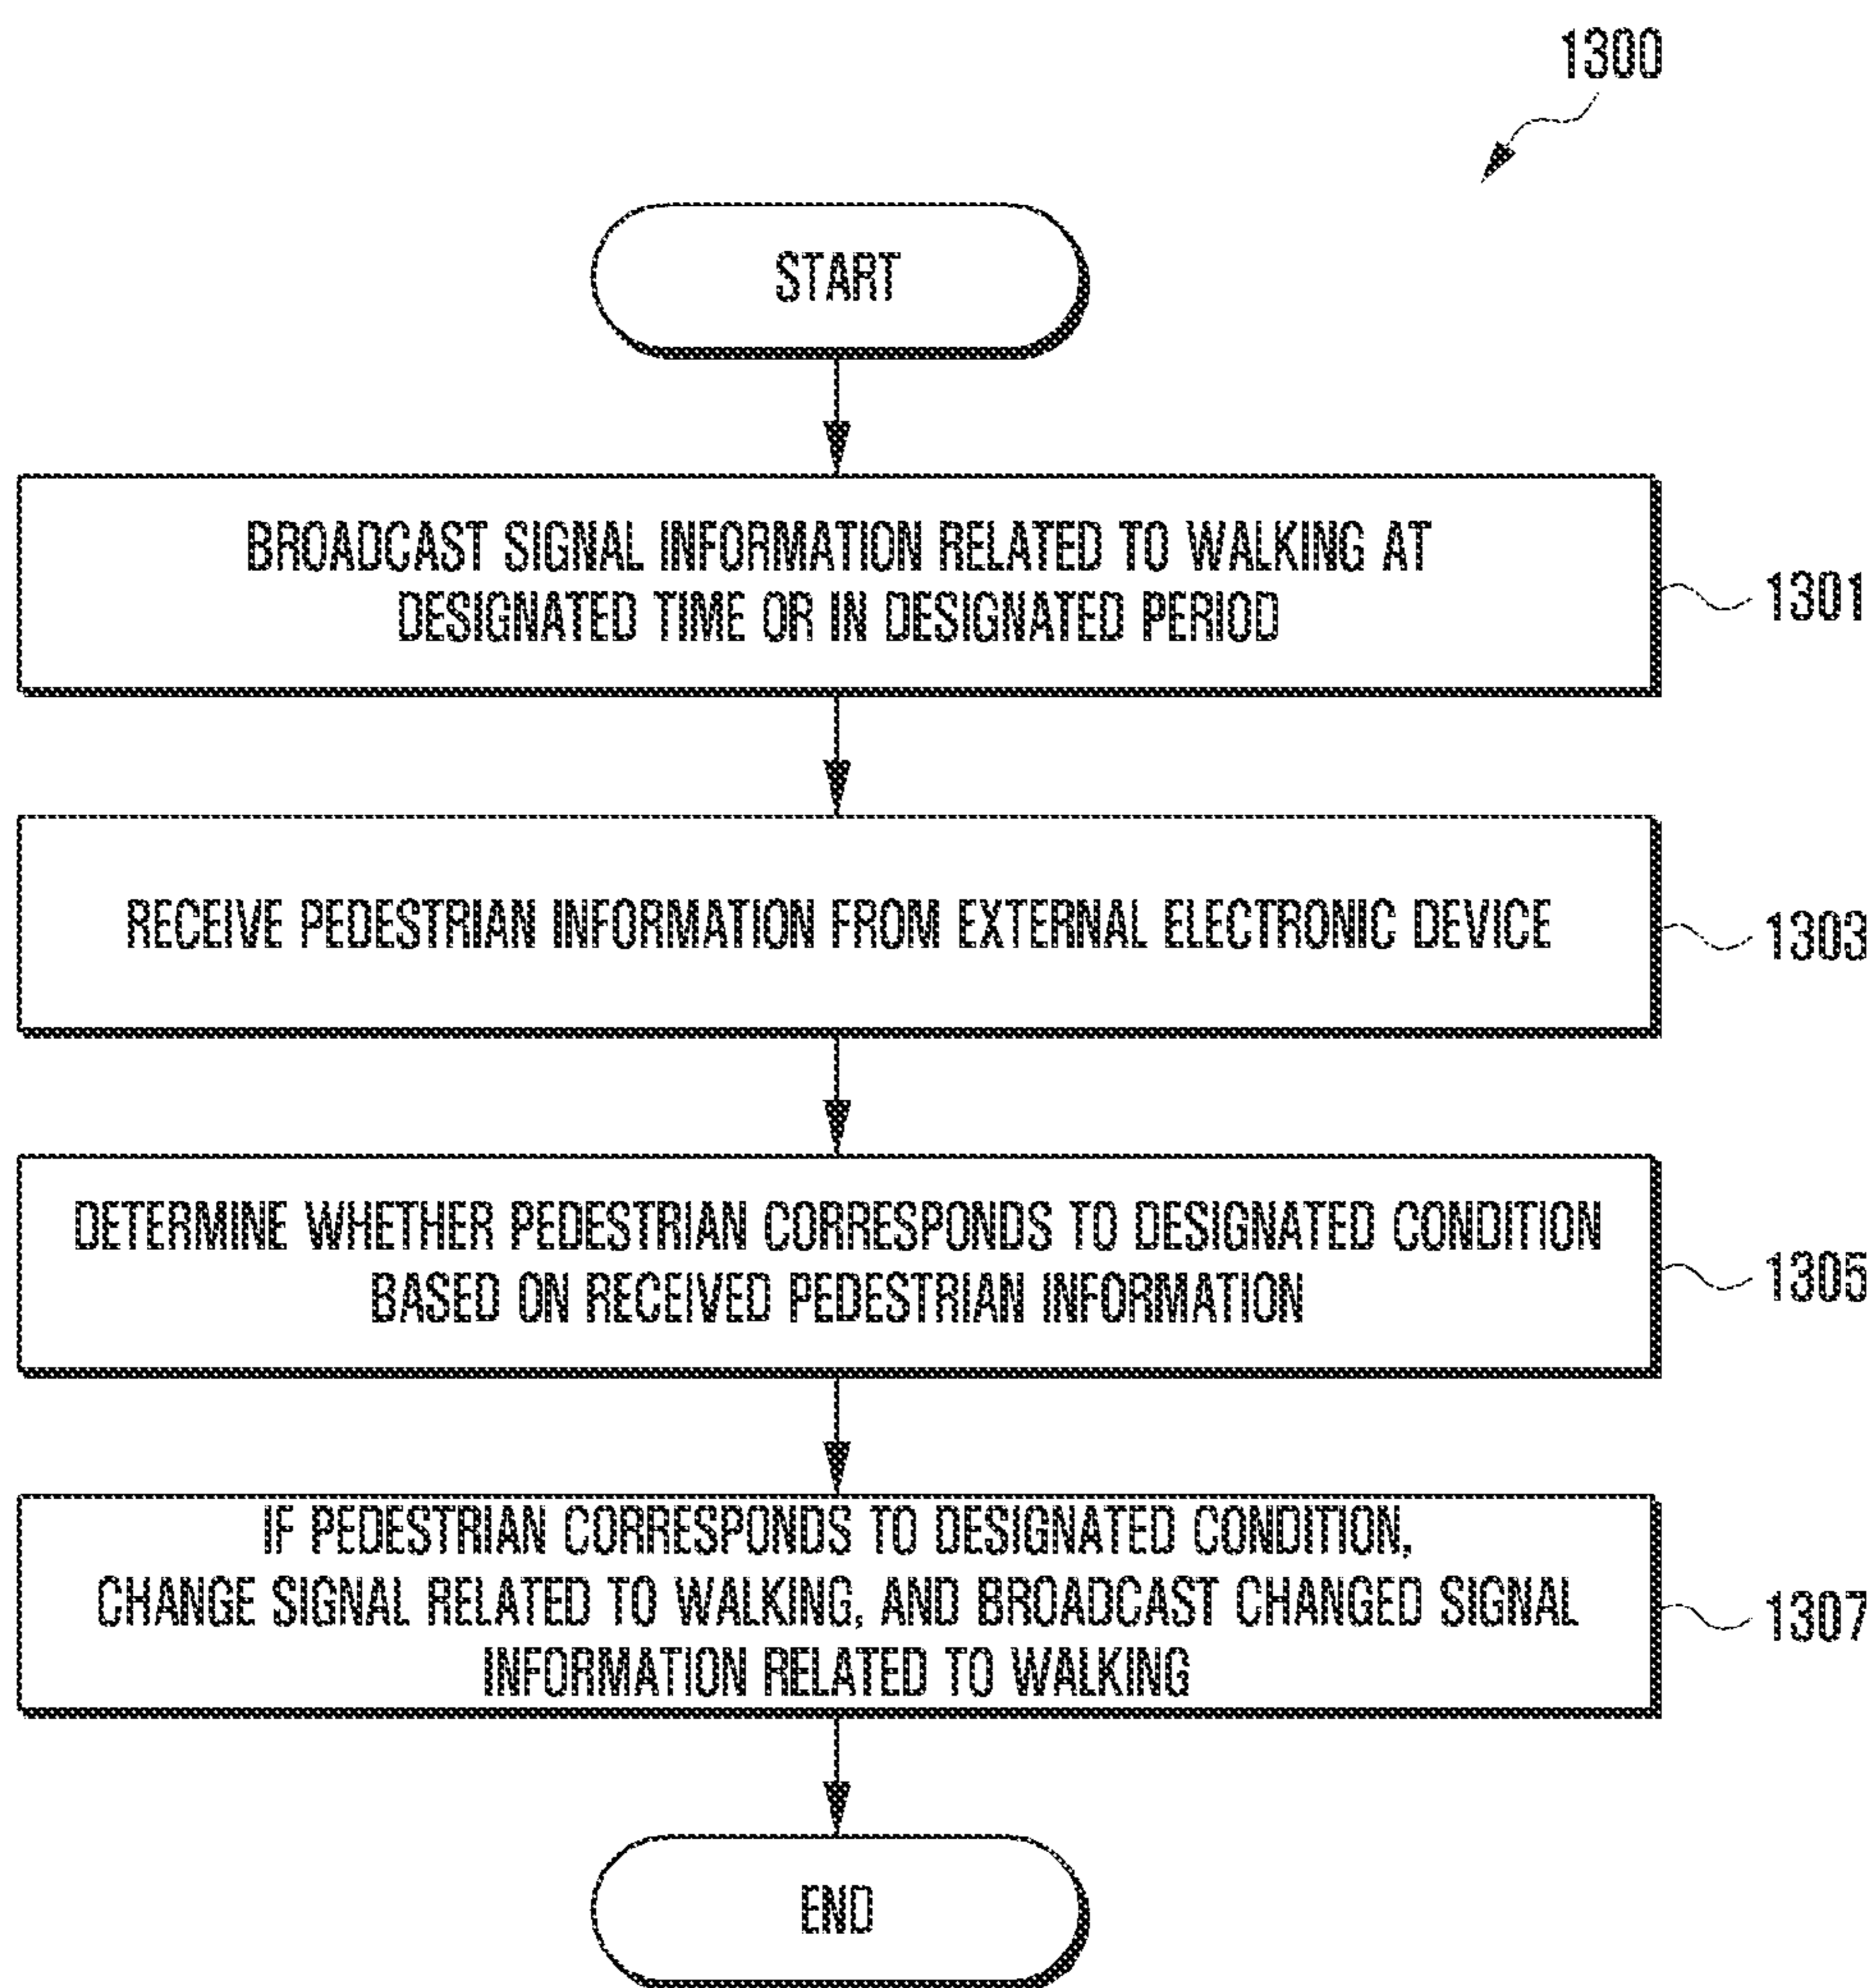 1300
START
BROADCAST SIGNAL INFORMATION RELATED TO WALKING AT
DESIGNATED TIME OR IN DESIGNATED PERIOD
1301
RECEIVE PEDESTRIAN INFORMATION FROM EXTERNAL ELECTRONIC DEVICE
1303
DETERMINE WHETHER PEDESTRIAN CORRESPONDS TO DESIGNATED CONDITION
BASED ON RECEIVED PEDESTRIAN INFORMATION
1305
IF PEDESTRIAN CORRESPONDS TO DESIGNATED CONDITION,
CHANGE SIGNAL RELATED TO WALKING, AND BROADCAST CHANGED SIGNAL
INFORMATION RELATED TO WALKING
1307
END